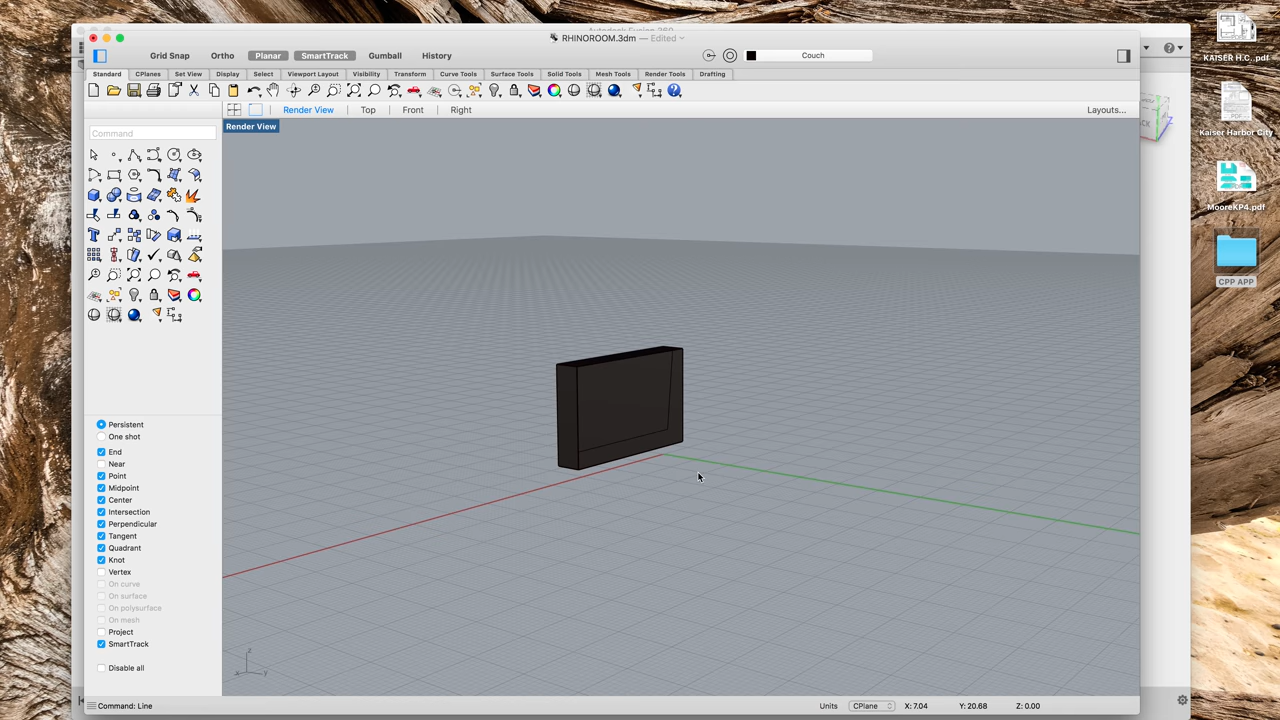 RHINOROOM.3dm — Edited
Grid Snap Ortho Planar SmartTrack Gumball History
Couch
Standard CPlanes Set View Display Select Viewport Layout Visibility Transform Curve Tools Surface Tools Solid Tools Mesh Tools Render Tools Drafting
Render View Top Front Right Layouts...
Render View
Command
Persistent
One shot
End
Near
Point
Midpoint
Center
Intersection
Perpendicular
Tangent
Quadrant
Knot
Vertex
On curve
On surface
On polysurface
On mesh
Project
SmartTrack
Disable all
z
x
y
Command: Line
Units CPlane X: 7.04 Y: 20.68 Z: 0.00
Z
KAISER H.C. .pdf
Kaiser Harbor City
MooreKP4.pdf
CPP APP